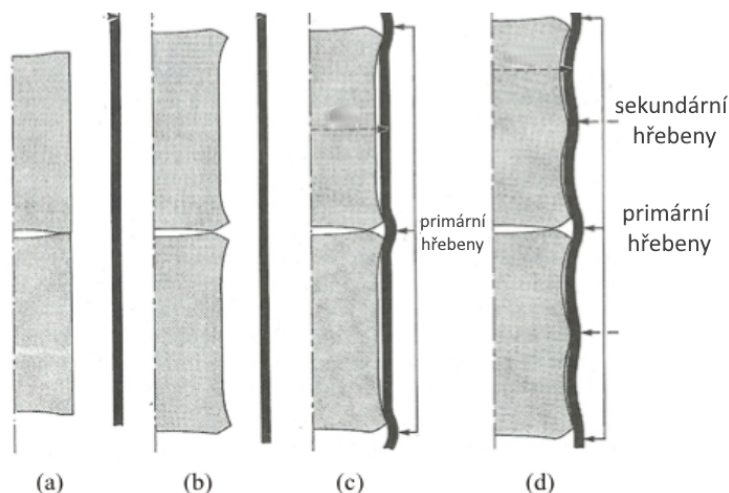 sekundární
hřebeny
primární
hřebeny
primární
hřebeny
(a)
(b)
(c)
(d)